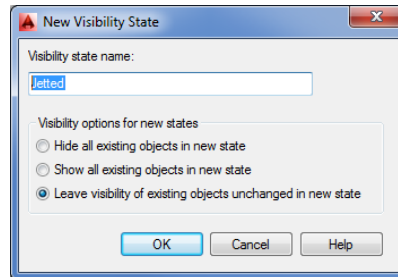 New Visibility State
Visibility state name:
Jetted
Visibility options for new states
Hide all existing objects in new state
Show all existing objects in new state
Leave visibility of existing objects unchanged in new state
OK Cancel Help